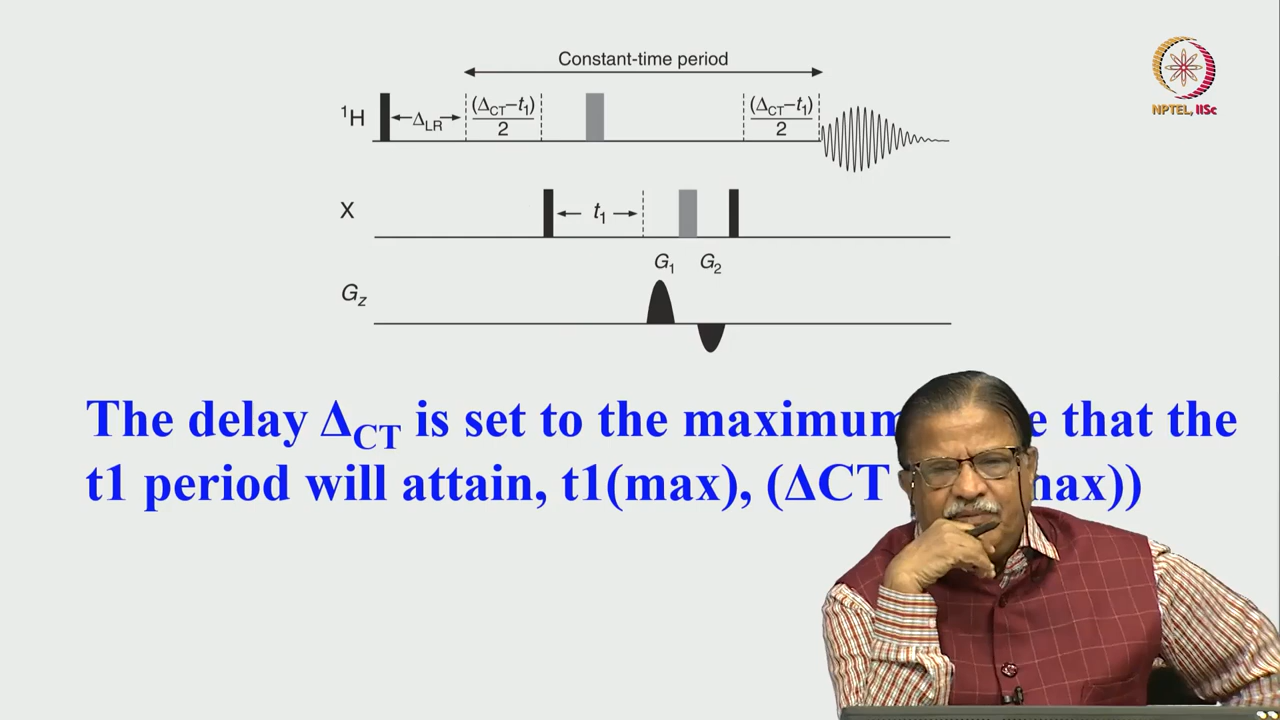 Constant-time period
¹H Δ_LR (Δ_CT–t₁)/2 (Δ_CT–t₁)/2
NPTEL, IISc
X t₁
G₁ G₂
G_z
The delay Δ_CT is set to the maximum that the
t1 period will attain, t1(max), (ΔCT